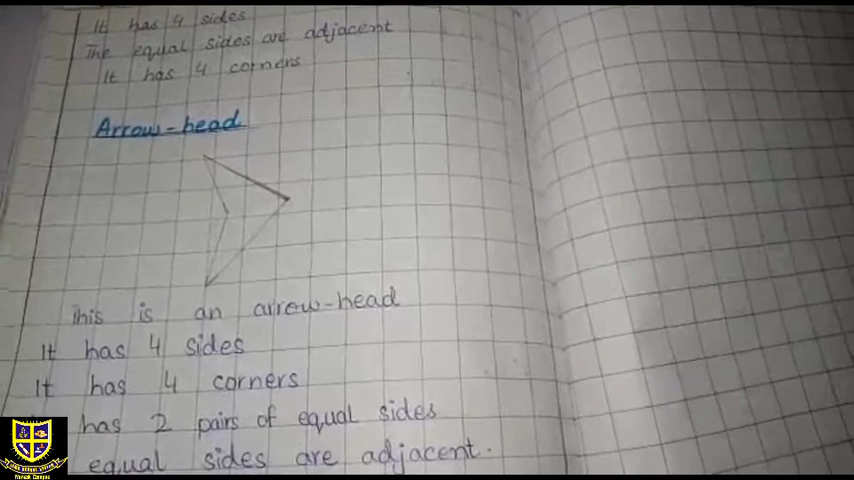 It has 4 sides
The equal sides are adjacent
It has 4 corners
Arrow-head
This is an arrow-head
It has 4 sides
It has 4 corners
has 2 pairs of equal sides
equal sides are adjacent.